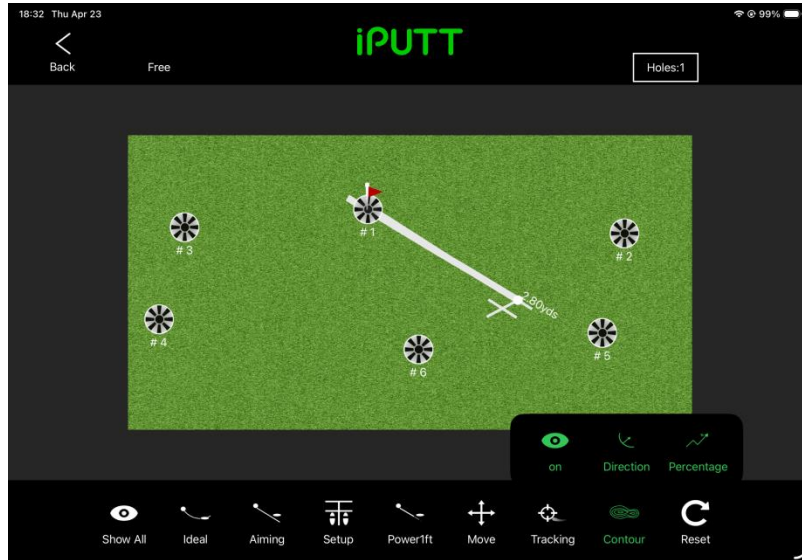 18:32 Thu Apr 23
99%
iPUTT
Back
Free
Holes:1
#1
#3
#2
2.80yds
#4
#5
#6
on
Direction
Percentage
Show All
Ideal
Aiming
Setup
Power1ft
Move
Tracking
Contour
Reset